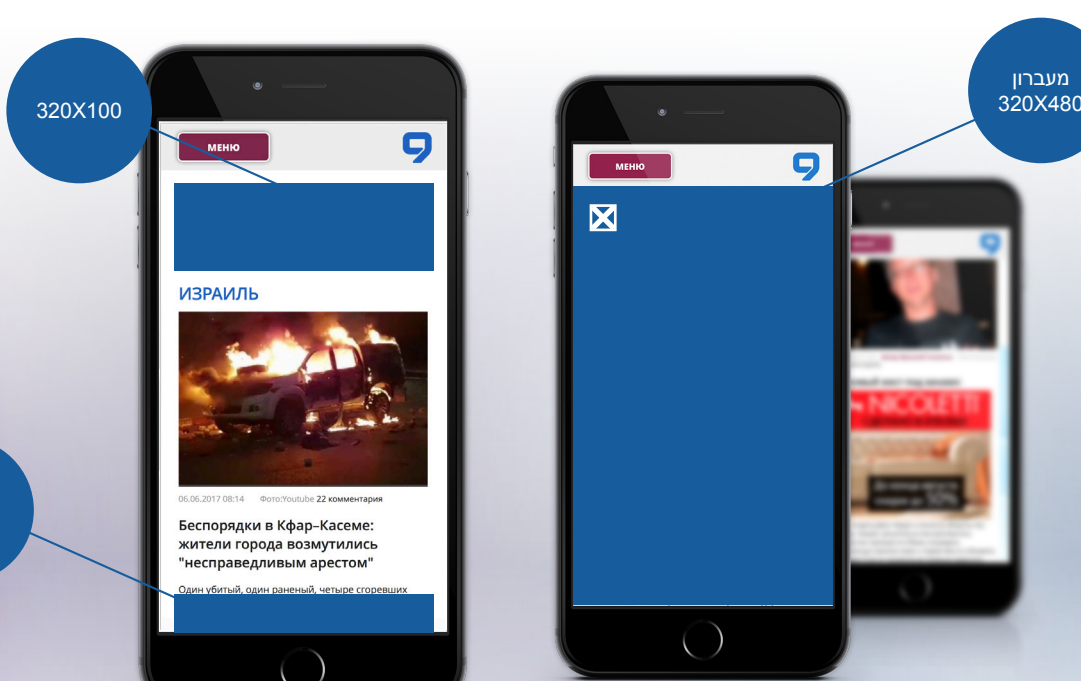 320X100
МЕНЮ
ИЗРАИЛЬ
06.06.2017 08:14 Фото:Youtube 22 комментария
Беспорядки в Кфар–Касеме:
жители города возмутились
"несправедливым арестом"
Один убитый, один раненый, четыре сгоревших
מעברון
320X480
МЕНЮ
NICOLETTI
50%